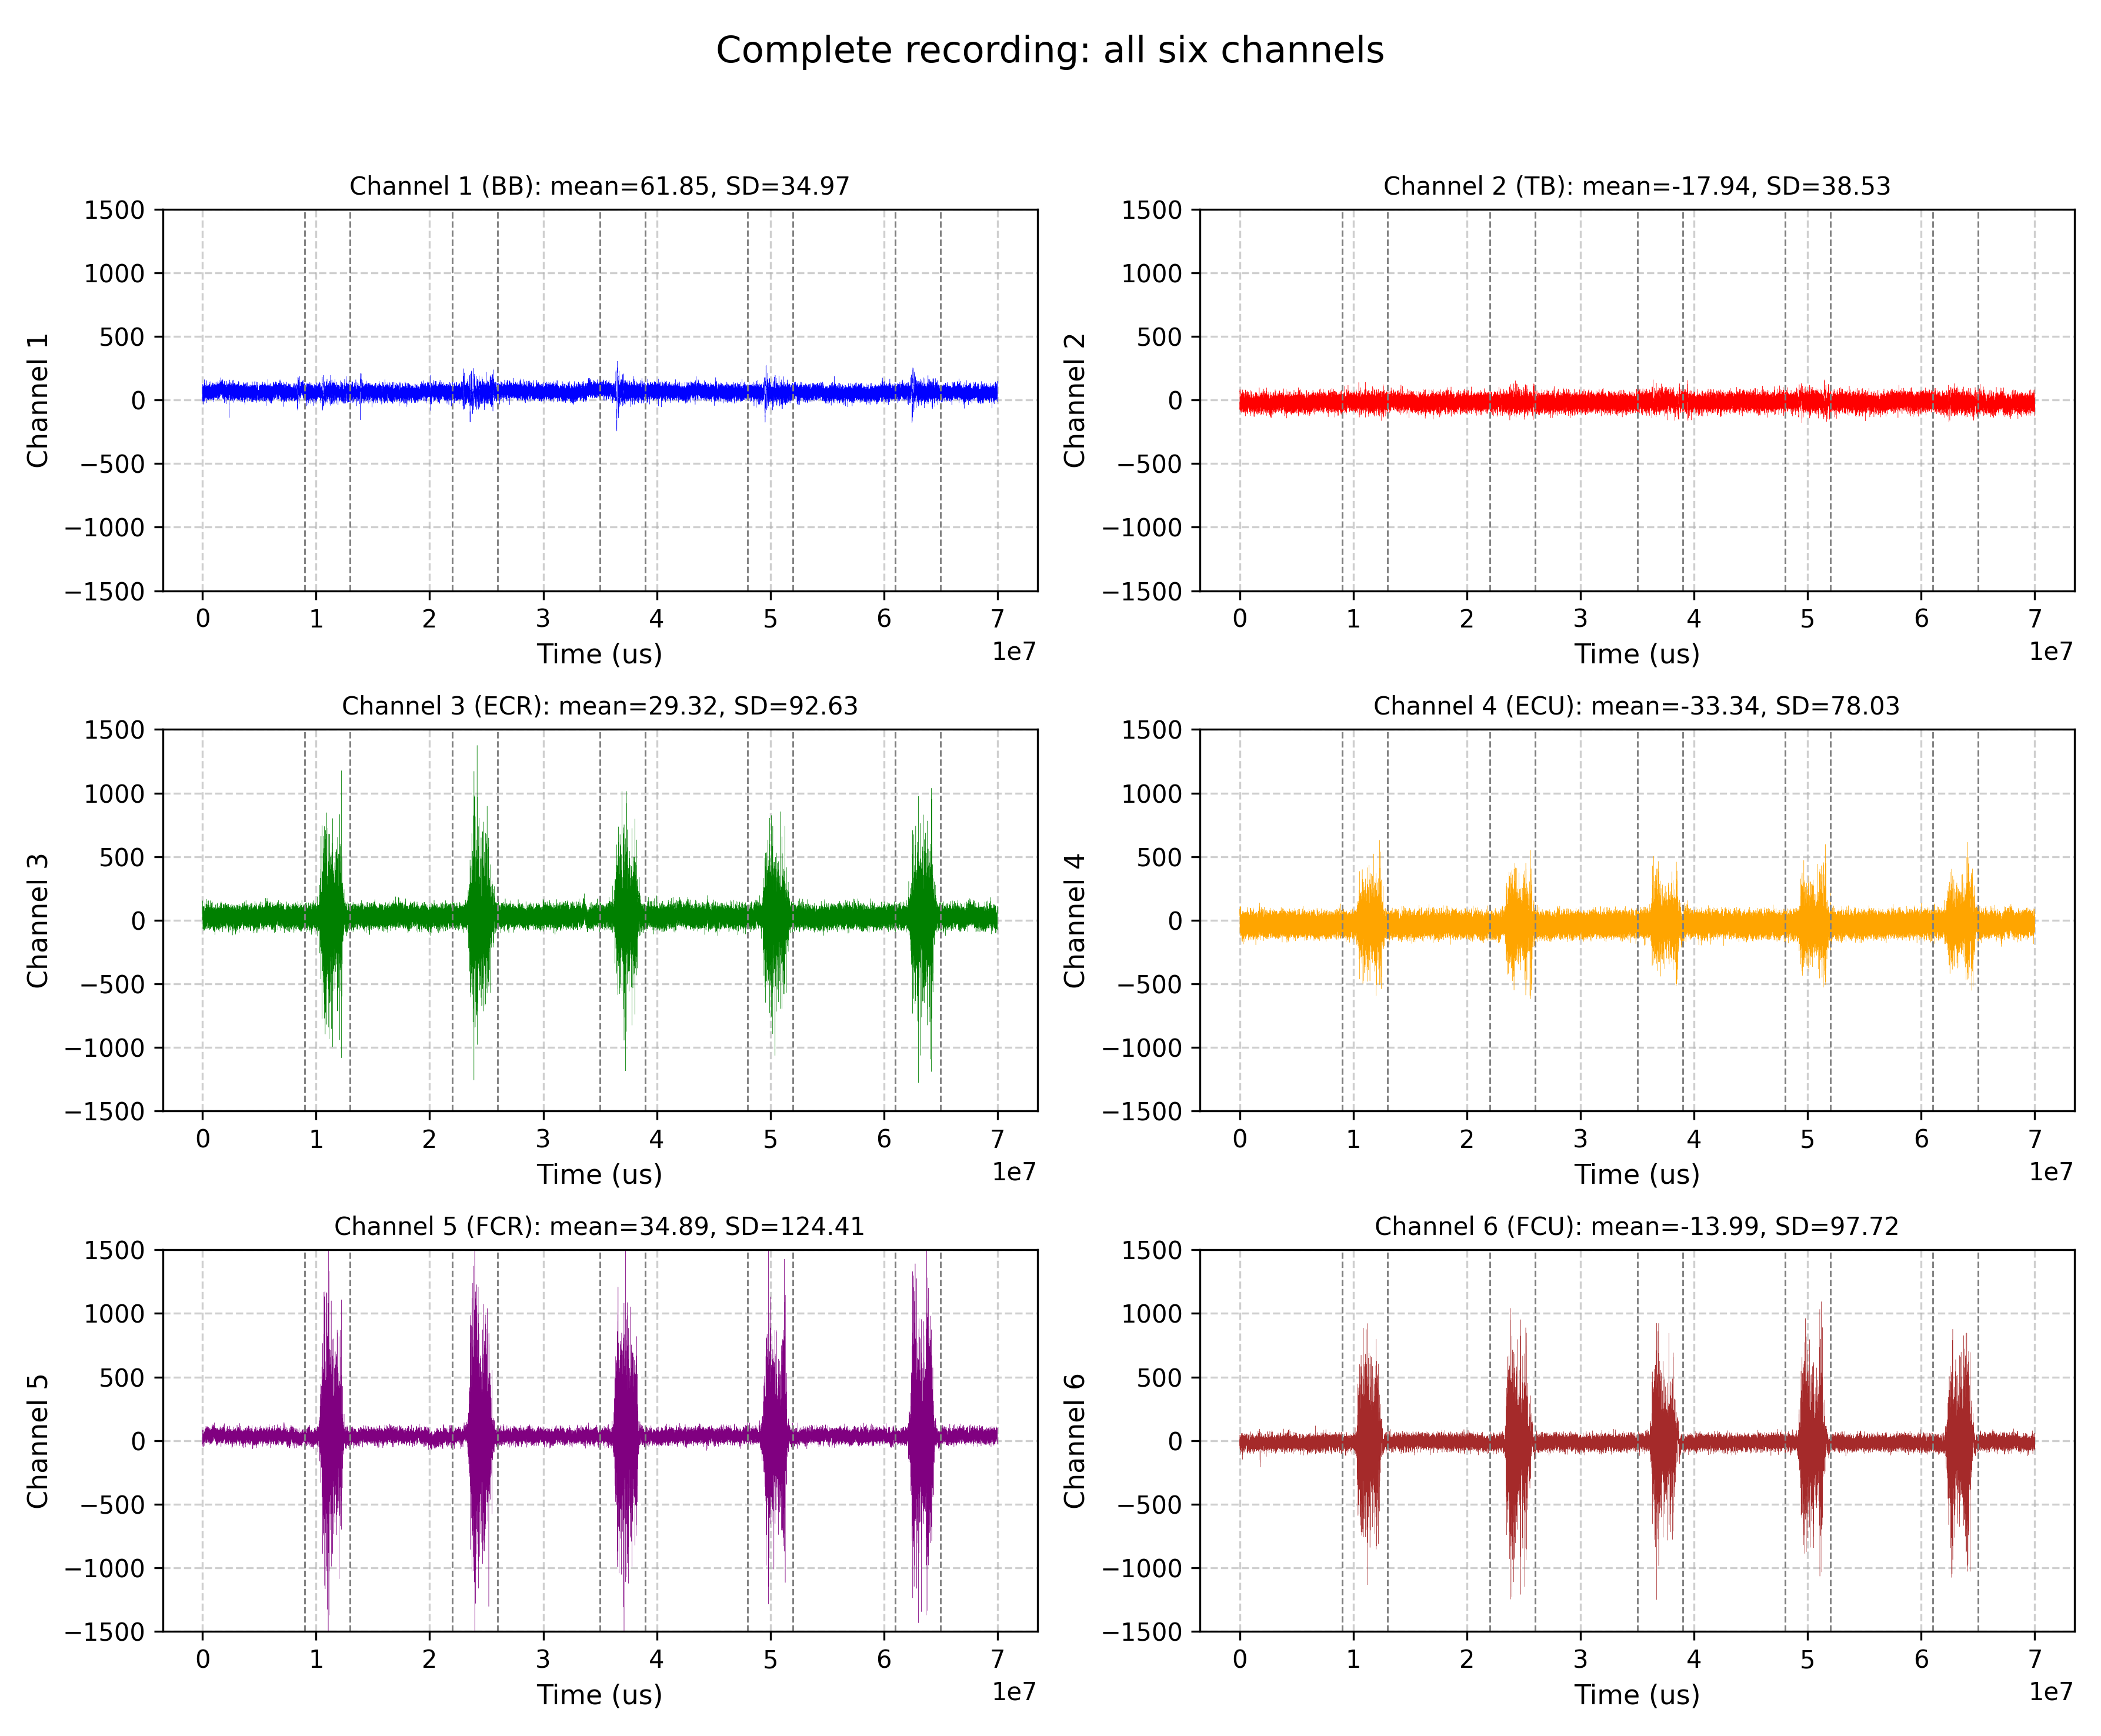 Complete recording: all six channels
Channel 1 (BB): mean=61.85, SD=34.97
1500
1000
500
0
−500
−1000
−1500
Channel 1
0 1 2 3 4 5 6 7
1e7
Time (us)
Channel 2 (TB): mean=-17.94, SD=38.53
1500
1000
500
0
−500
−1000
−1500
Channel 2
0 1 2 3 4 5 6 7
1e7
Time (us)
Channel 3 (ECR): mean=29.32, SD=92.63
1500
1000
500
0
−500
−1000
−1500
Channel 3
0 1 2 3 4 5 6 7
1e7
Time (us)
Channel 4 (ECU): mean=-33.34, SD=78.03
1500
1000
500
0
−500
−1000
−1500
Channel 4
0 1 2 3 4 5 6 7
1e7
Time (us)
Channel 5 (FCR): mean=34.89, SD=124.41
1500
1000
500
0
−500
−1000
−1500
Channel 5
0 1 2 3 4 5 6 7
1e7
Time (us)
Channel 6 (FCU): mean=-13.99, SD=97.72
1500
1000
500
0
−500
−1000
−1500
Channel 6
0 1 2 3 4 5 6 7
1e7
Time (us)